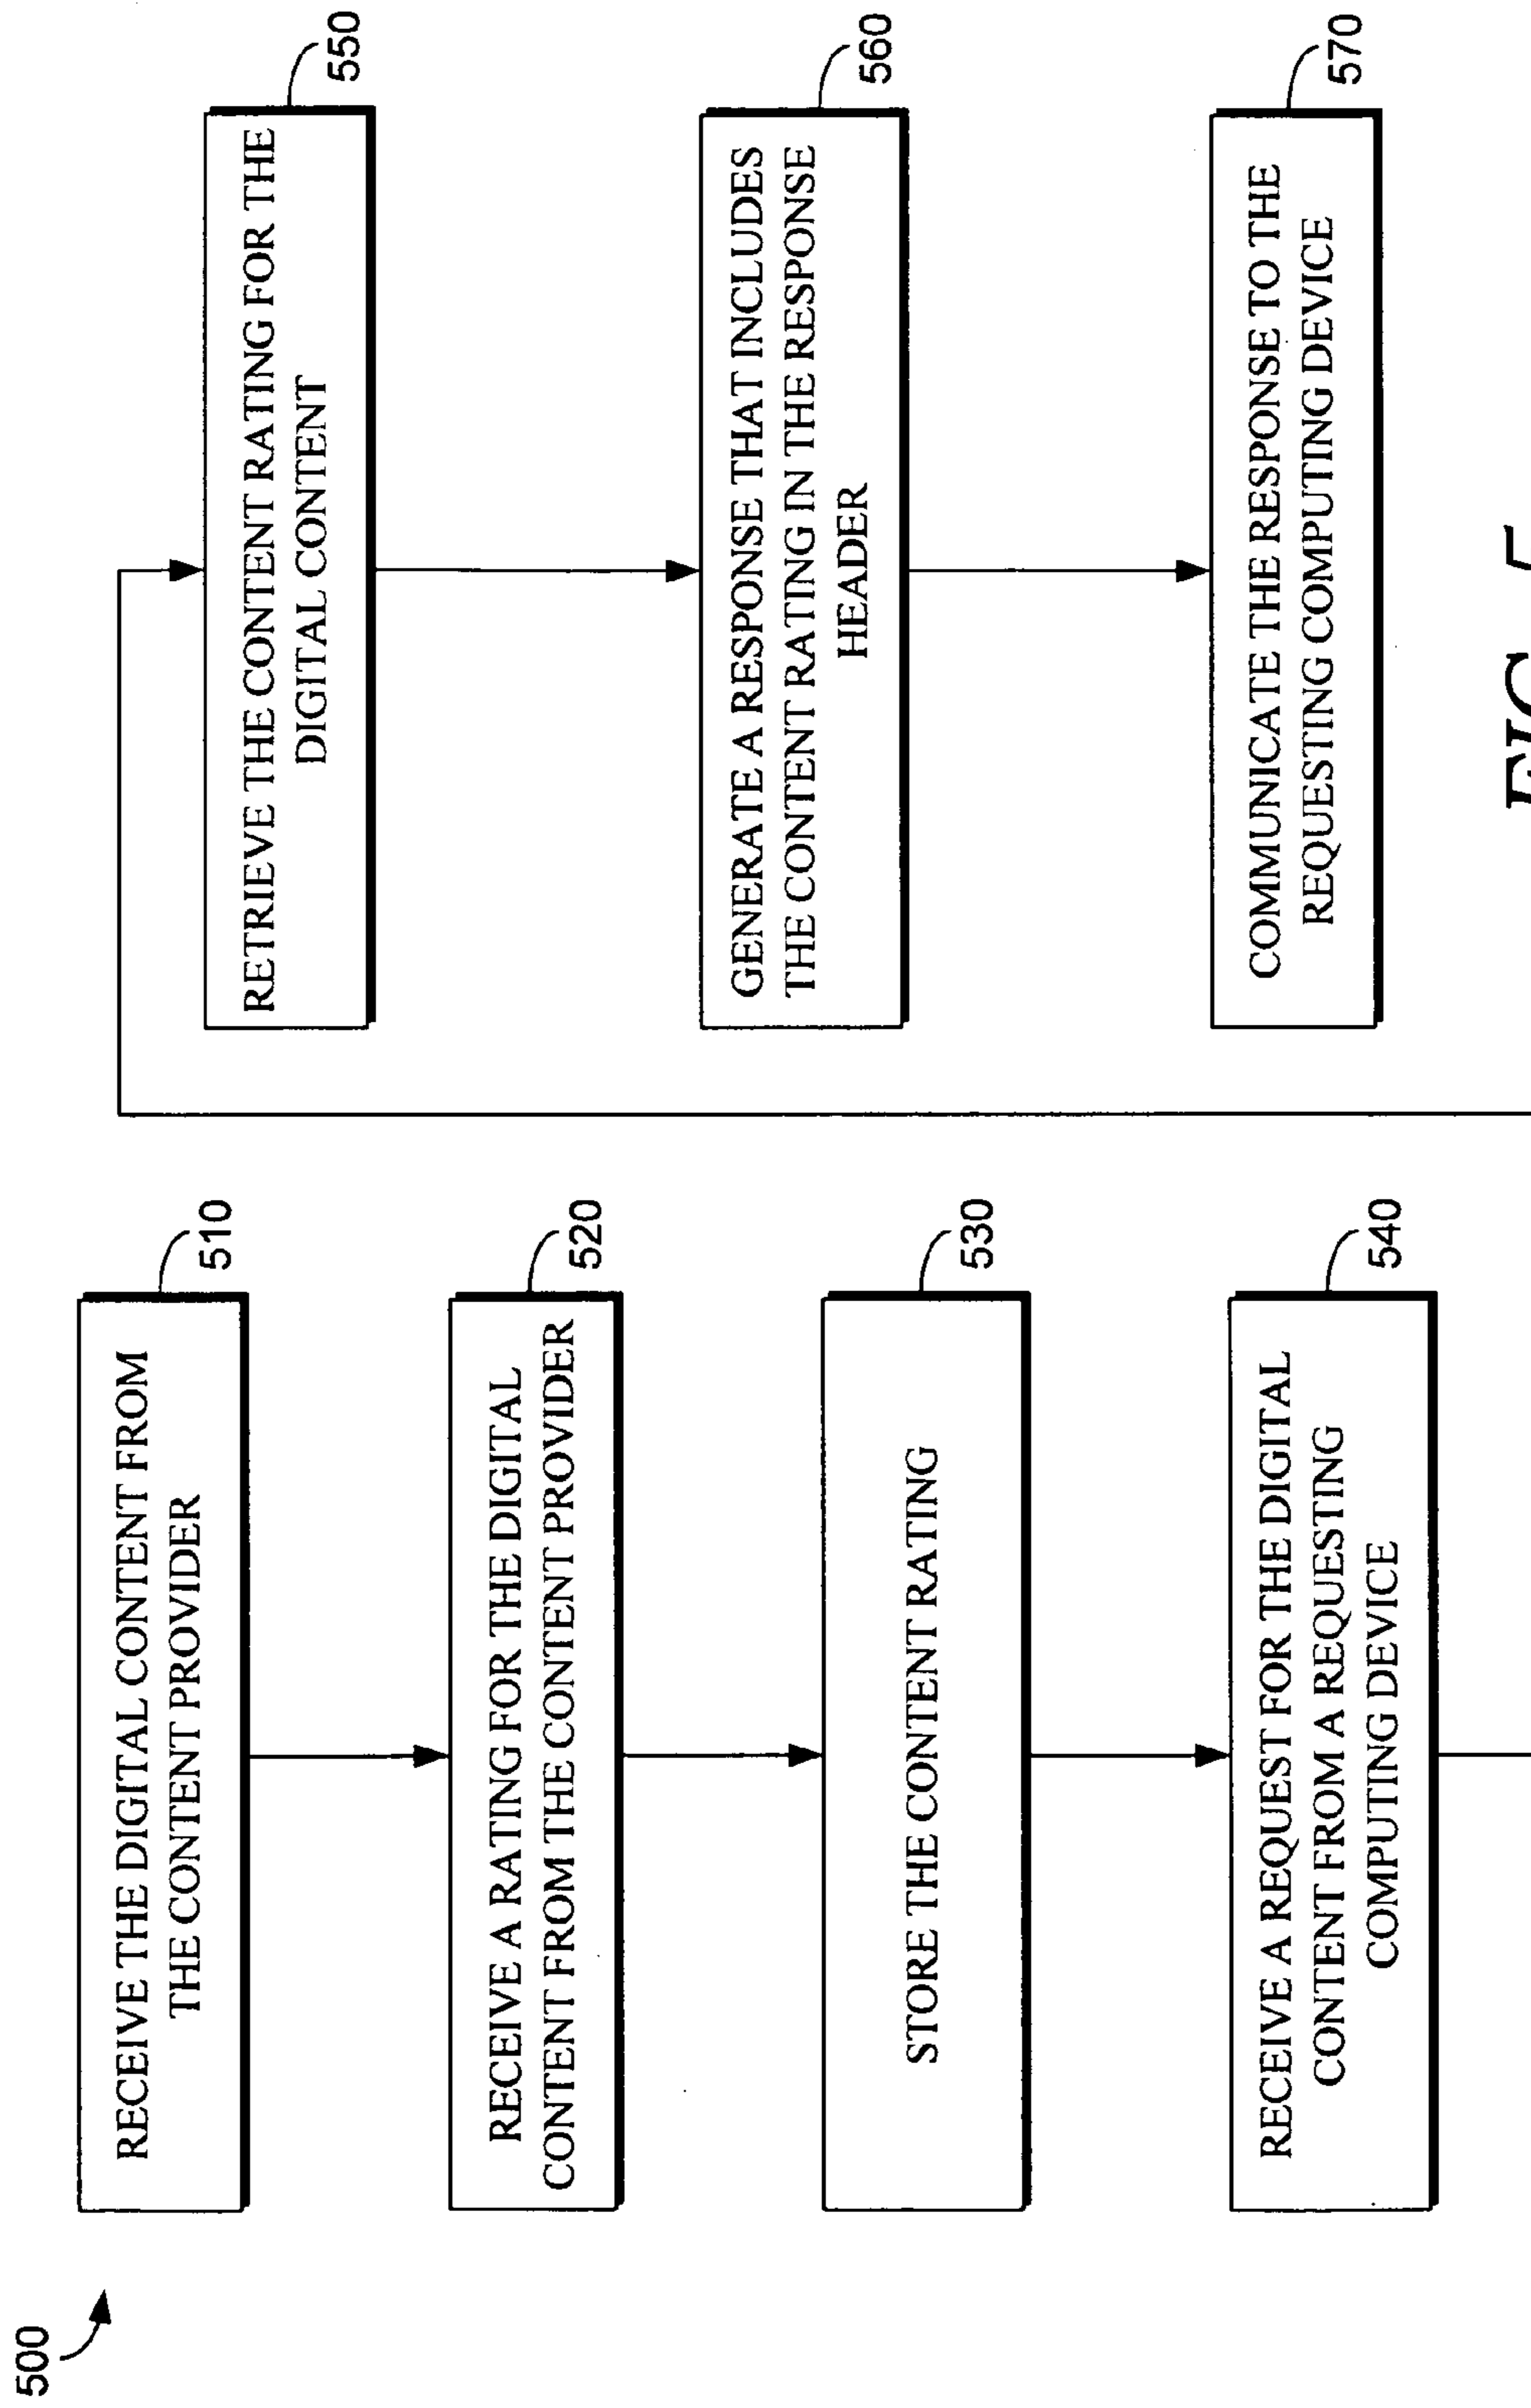 500
RECEIVE THE DIGITAL CONTENT FROM
THE CONTENT PROVIDER
510
RECEIVE A RATING FOR THE DIGITAL
CONTENT FROM THE CONTENT PROVIDER
520
STORE THE CONTENT RATING
530
RECEIVE A REQUEST FOR THE DIGITAL
CONTENT FROM A REQUESTING
COMPUTING DEVICE
540
RETRIEVE THE CONTENT RATING FOR THE
DIGITAL CONTENT
550
GENERATE A RESPONSE THAT INCLUDES
THE CONTENT RATING IN THE RESPONSE
HEADER
560
COMMUNICATE THE RESPONSE TO THE
REQUESTING COMPUTING DEVICE
570
FIG. 5